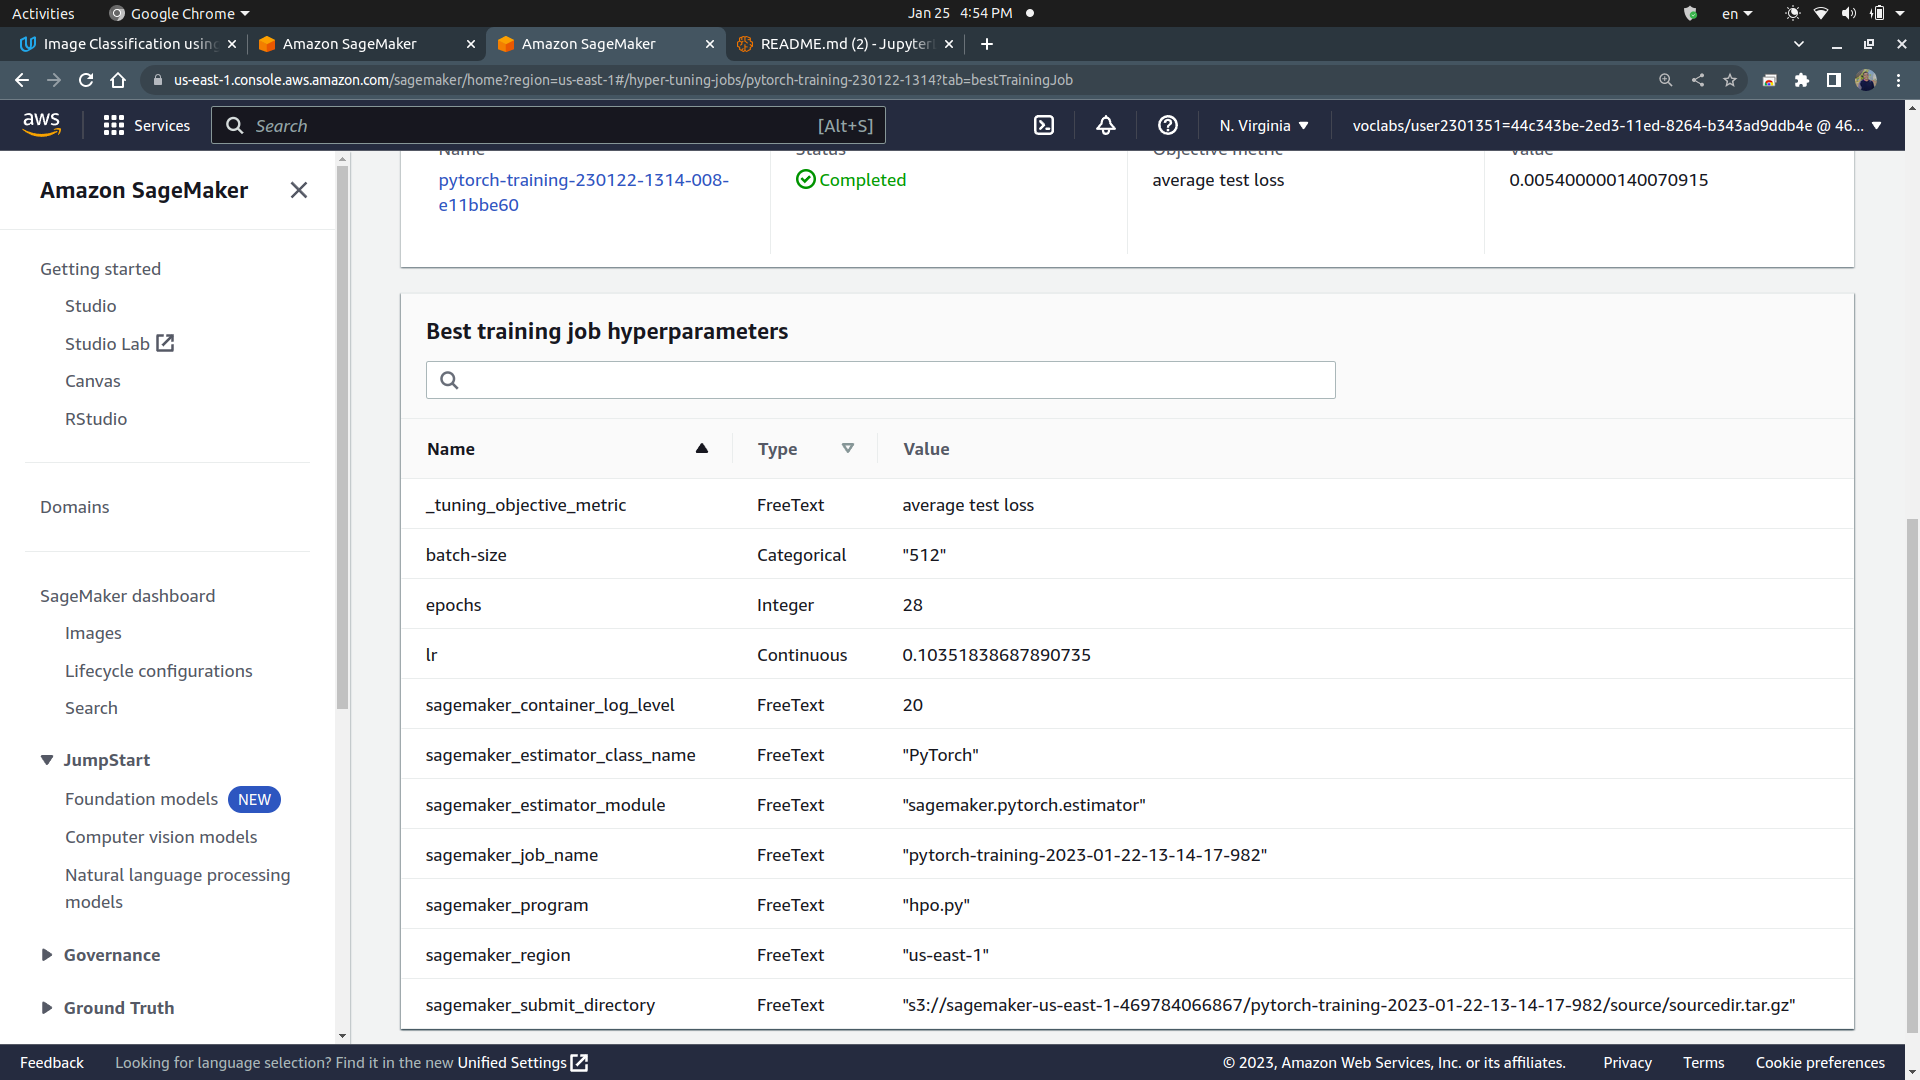 Activities Google Chrome Jan 25 4:54 PM en
Image Classification using Amazon SageMaker Amazon SageMaker README.md (2) - Jupyter
us-east-1.console.aws.amazon.com/sagemaker/home?region=us-east-1#/hyper-tuning-jobs/pytorch-training-230122-1314?tab=bestTrainingJob
aws Services Search [Alt+S] N. Virginia voclabs/user2301351=44c343be-2ed3-11ed-8264-b343ad9ddb4e @ 46...
Amazon SageMaker
Getting started
Studio
Studio Lab
Canvas
RStudio
Domains
SageMaker dashboard
Images
Lifecycle configurations
Search
JumpStart
Foundation models NEW
Computer vision models
Natural language processing
models
Governance
Ground Truth
Name Status Objective metric Value
pytorch-training-230122-1314-008- Completed average test loss 0.005400000140070915
e11bbe60
Best training job hyperparameters
Name Type Value
_tuning_objective_metric FreeText average test loss
batch-size Categorical "512"
epochs Integer 28
lr Continuous 0.10351838687890735
sagemaker_container_log_level FreeText 20
sagemaker_estimator_class_name FreeText "PyTorch"
sagemaker_estimator_module FreeText "sagemaker.pytorch.estimator"
sagemaker_job_name FreeText "pytorch-training-2023-01-22-13-14-17-982"
sagemaker_program FreeText "hpo.py"
sagemaker_region FreeText "us-east-1"
sagemaker_submit_directory FreeText "s3://sagemaker-us-east-1-469784066867/pytorch-training-2023-01-22-13-14-17-982/source/sourcedir.tar.gz"
Feedback Looking for language selection? Find it in the new Unified Settings © 2023, Amazon Web Services, Inc. or its affiliates. Privacy Terms Cookie preferences